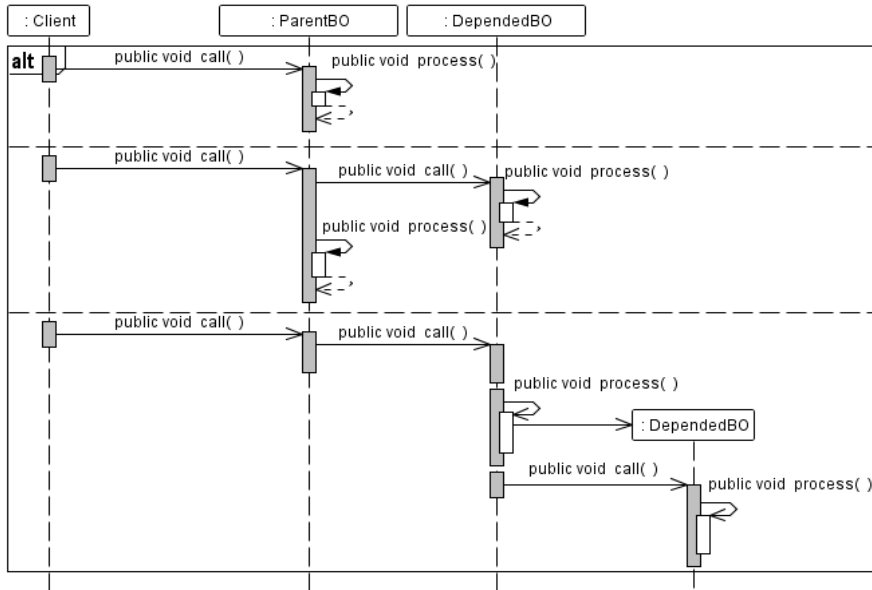 : Client
: ParentBO
: DependedBO
alt
public void call( )
public void process( )
public void call( )
public void call( )
public void process( )
public void process( )
public void call( )
public void call( )
public void process( )
: DependedBO
public void call( )
public void process( )